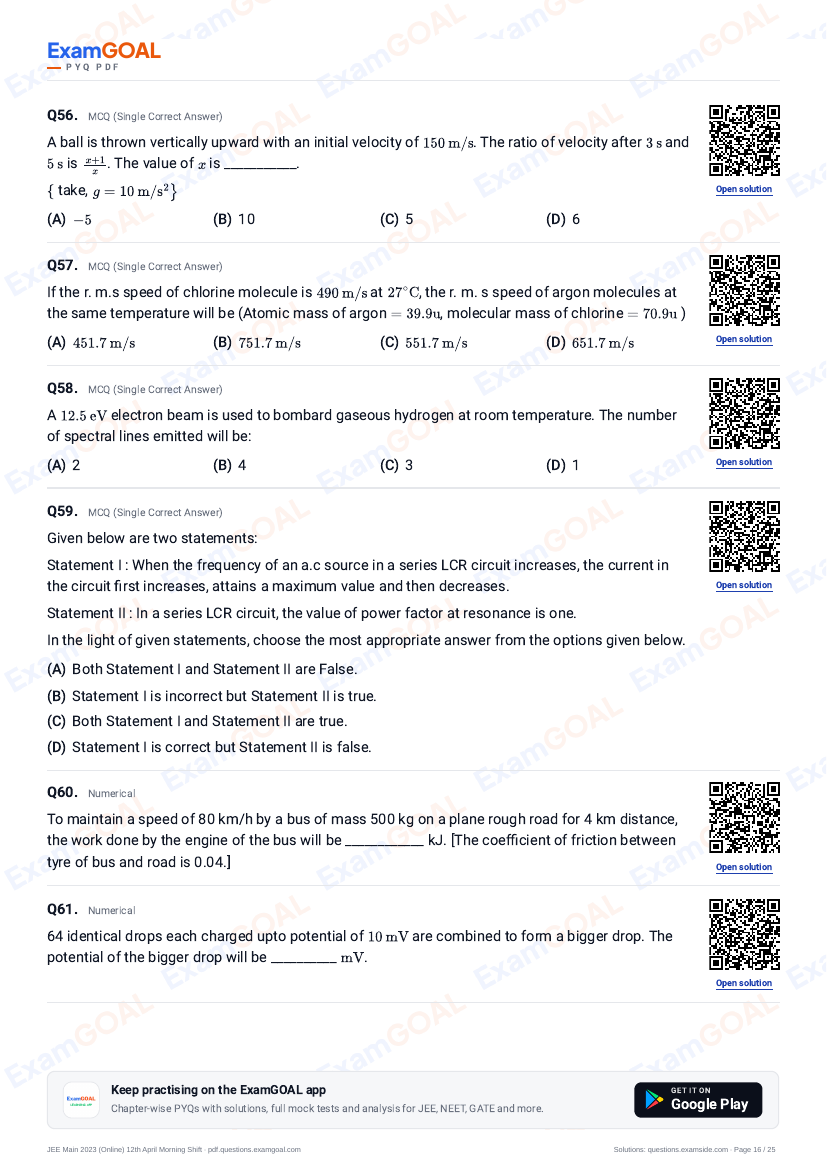 ExamGOAL
PYQ PDF
Q56. MCQ (Single Correct Answer)
A ball is thrown vertically upward with an initial velocity of 150 m/s. The ratio of velocity after 3 s and
5 s is (x+1)/x. The value of x is __________.
{ take, g = 10 m/s²}
(A) −5 (B) 10 (C) 5 (D) 6
Open solution
Q57. MCQ (Single Correct Answer)
If the r. m.s speed of chlorine molecule is 490 m/s at 27°C, the r. m. s speed of argon molecules at
the same temperature will be (Atomic mass of argon = 39.9u, molecular mass of chlorine = 70.9u )
(A) 451.7 m/s (B) 751.7 m/s (C) 551.7 m/s (D) 651.7 m/s
Open solution
Q58. MCQ (Single Correct Answer)
A 12.5 eV electron beam is used to bombard gaseous hydrogen at room temperature. The number
of spectral lines emitted will be:
(A) 2 (B) 4 (C) 3 (D) 1
Open solution
Q59. MCQ (Single Correct Answer)
Given below are two statements:
Statement I : When the frequency of an a.c source in a series LCR circuit increases, the current in
the circuit first increases, attains a maximum value and then decreases.
Statement II : In a series LCR circuit, the value of power factor at resonance is one.
In the light of given statements, choose the most appropriate answer from the options given below.
(A) Both Statement I and Statement II are False.
(B) Statement I is incorrect but Statement II is true.
(C) Both Statement I and Statement II are true.
(D) Statement I is correct but Statement II is false.
Open solution
Q60. Numerical
To maintain a speed of 80 km/h by a bus of mass 500 kg on a plane rough road for 4 km distance,
the work done by the engine of the bus will be ___________ kJ. [The coefficient of friction between
tyre of bus and road is 0.04.]
Open solution
Q61. Numerical
64 identical drops each charged upto potential of 10 mV are combined to form a bigger drop. The
potential of the bigger drop will be _________ mV.
Open solution
ExamGOAL
Keep practising on the ExamGOAL app
Chapter-wise PYQs with solutions, full mock tests and analysis for JEE, NEET, GATE and more.
GET IT ON
Google Play
JEE Main 2023 (Online) 12th April Morning Shift · pdf.questions.examgoal.com
Solutions: questions.examside.com · Page 16 / 25